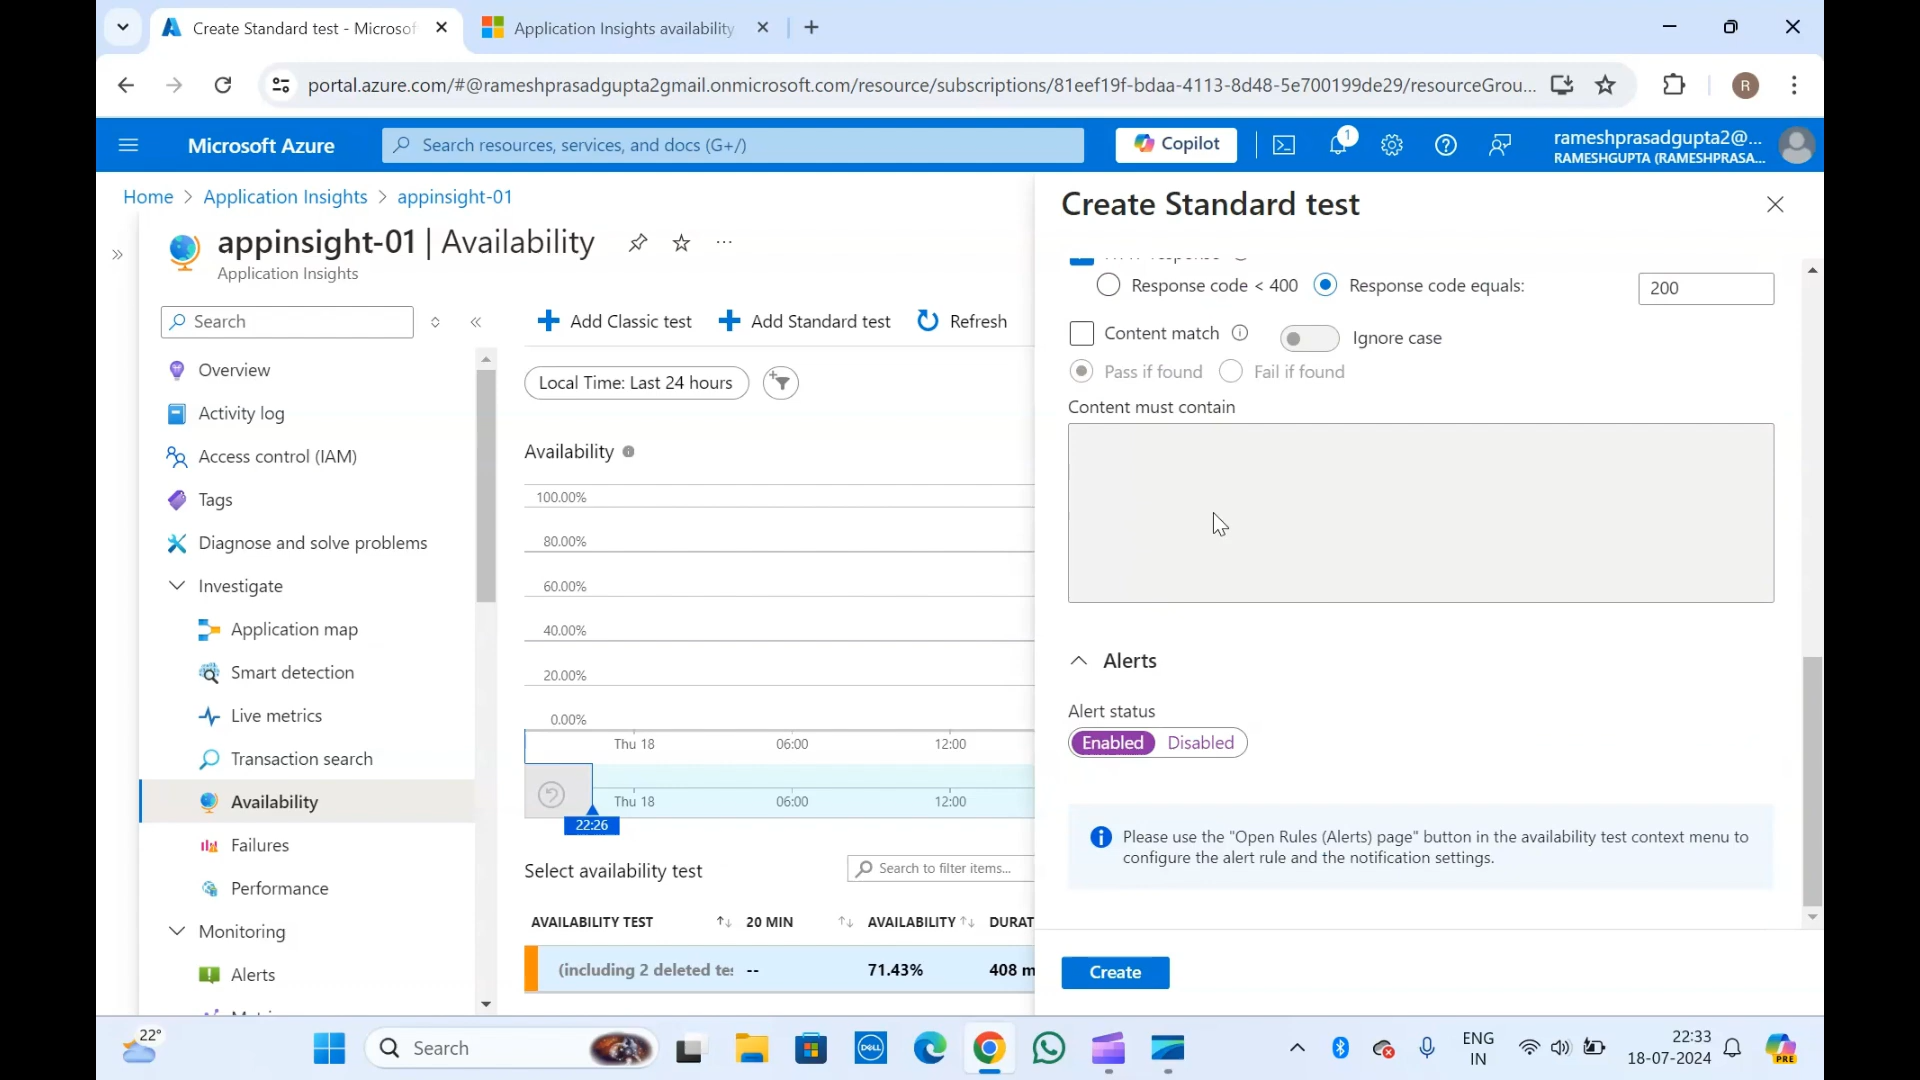 Create Standard test - Microsof
Application Insights availability
portal.azure.com/#@rameshprasadgupta2gmail.onmicrosoft.com/resource/subscriptions/81eef19f-bdaa-4113-8d48-5e700199de29/resourceGrou...
R
Microsoft Azure
Search resources, services, and docs (G+/)
Copilot
1
rameshprasadgupta2@...
RAMESHGUPTA (RAMESHPRASA...
Home > Application Insights > appinsight-01
appinsight-01 | Availability
Application Insights
Search
Overview
Activity log
Access control (IAM)
Tags
Diagnose and solve problems
Investigate
Application map
Smart detection
Live metrics
Transaction search
Availability
Failures
Performance
Monitoring
Alerts
Add Classic test
Add Standard test
Refresh
Local Time: Last 24 hours
Availability
100.00%
80.00%
60.00%
40.00%
20.00%
0.00%
Thu 18 06:00 12:00
Thu 18 06:00 12:00
22:26
Select availability test
Search to filter items...
AVAILABILITY TEST 20 MIN AVAILABILITY DURAT
(including 2 deleted te: -- 71.43% 408 m
Create Standard test
Response code < 400 Response code equals: 200
Content match Ignore case
Pass if found Fail if found
Content must contain
Alerts
Alert status
Enabled Disabled
Please use the "Open Rules (Alerts) page" button in the availability test context menu to
configure the alert rule and the notification settings.
Create
22°
Search
DELL
ENG
IN
22:33
18-07-2024
PRE